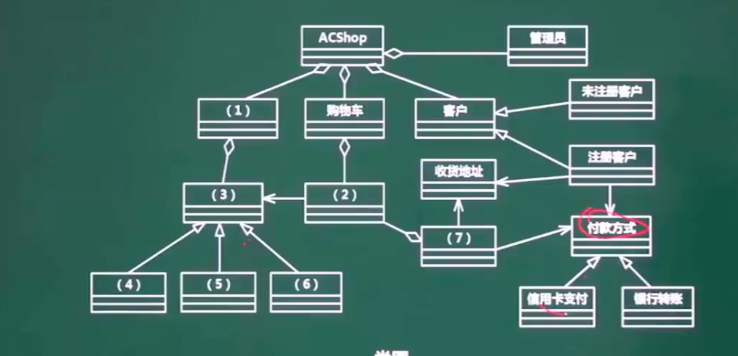 ACShop
管理员
(1)
购物车
客户
未注册客户
注册客户
收货地址
(3)
(2)
(7)
付款方式
(4)
(5)
(6)
信用卡支付
银行转账